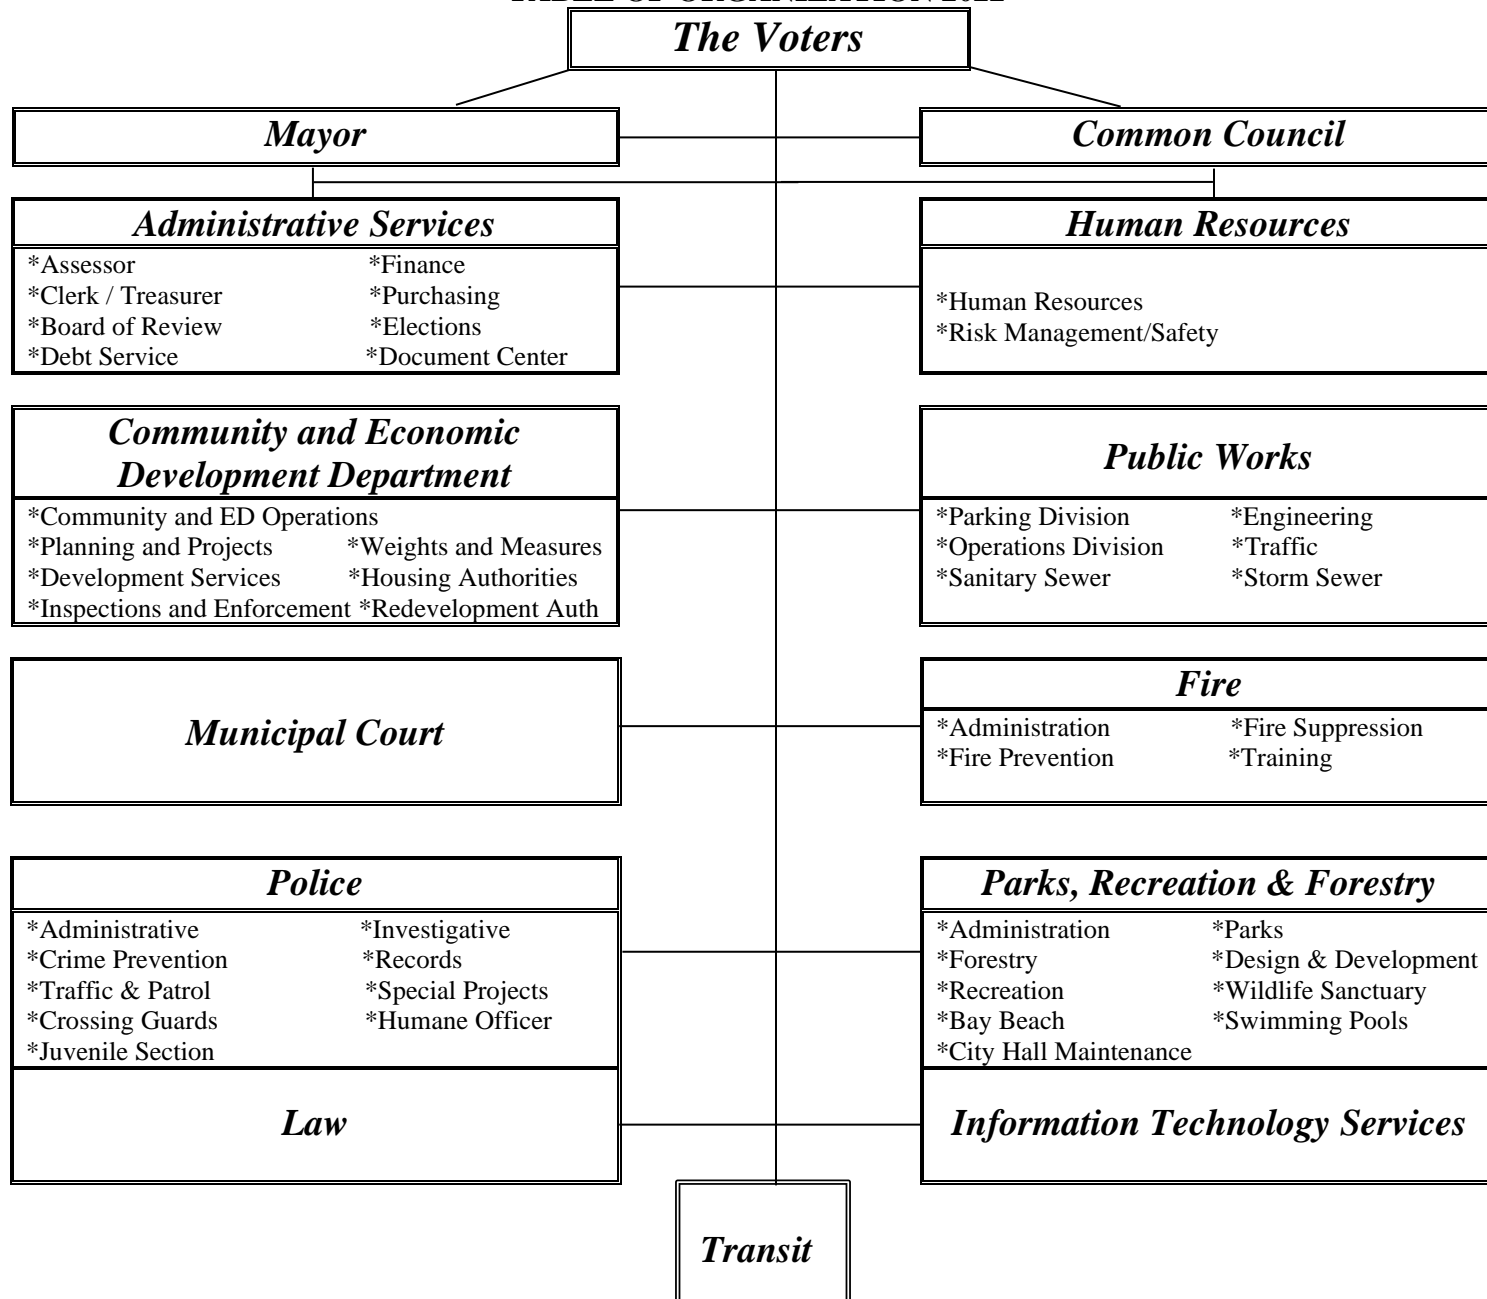 The Voters
Mayor
Common Council
Administrative Services
*Assessor *Finance
*Clerk / Treasurer *Purchasing
*Board of Review *Elections
*Debt Service *Document Center
Human Resources
*Human Resources
*Risk Management/Safety
Community and Economic
Development Department
*Community and ED Operations
*Planning and Projects *Weights and Measures
*Development Services *Housing Authorities
*Inspections and Enforcement *Redevelopment Auth
Public Works
*Parking Division *Engineering
*Operations Division *Traffic
*Sanitary Sewer *Storm Sewer
Municipal Court
Fire
*Administration *Fire Suppression
*Fire Prevention *Training
Police
*Administrative *Investigative
*Crime Prevention *Records
*Traffic & Patrol *Special Projects
*Crossing Guards *Humane Officer
*Juvenile Section
Parks, Recreation & Forestry
*Administration *Parks
*Forestry *Design & Development
*Recreation *Wildlife Sanctuary
*Bay Beach *Swimming Pools
*City Hall Maintenance
Law
Information Technology Services
Transit